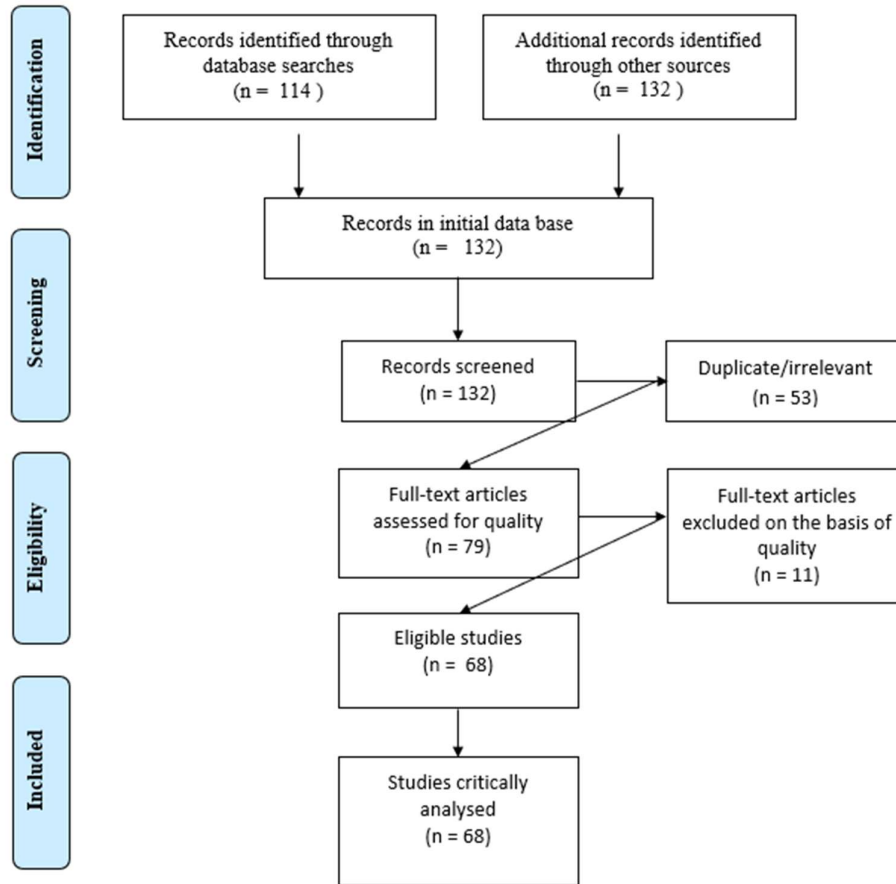 Identification
Records identified through
database searches
(n = 114 )
Additional records identified
through other sources
(n = 132 )
Records in initial data base
(n = 132)
Screening
Records screened
(n = 132)
Duplicate/irrelevant
(n = 53)
Eligibility
Full-text articles
assessed for quality
(n = 79)
Full-text articles
excluded on the basis of
quality
(n = 11)
Eligible studies
(n = 68)
Included
Studies critically
analysed
(n = 68)